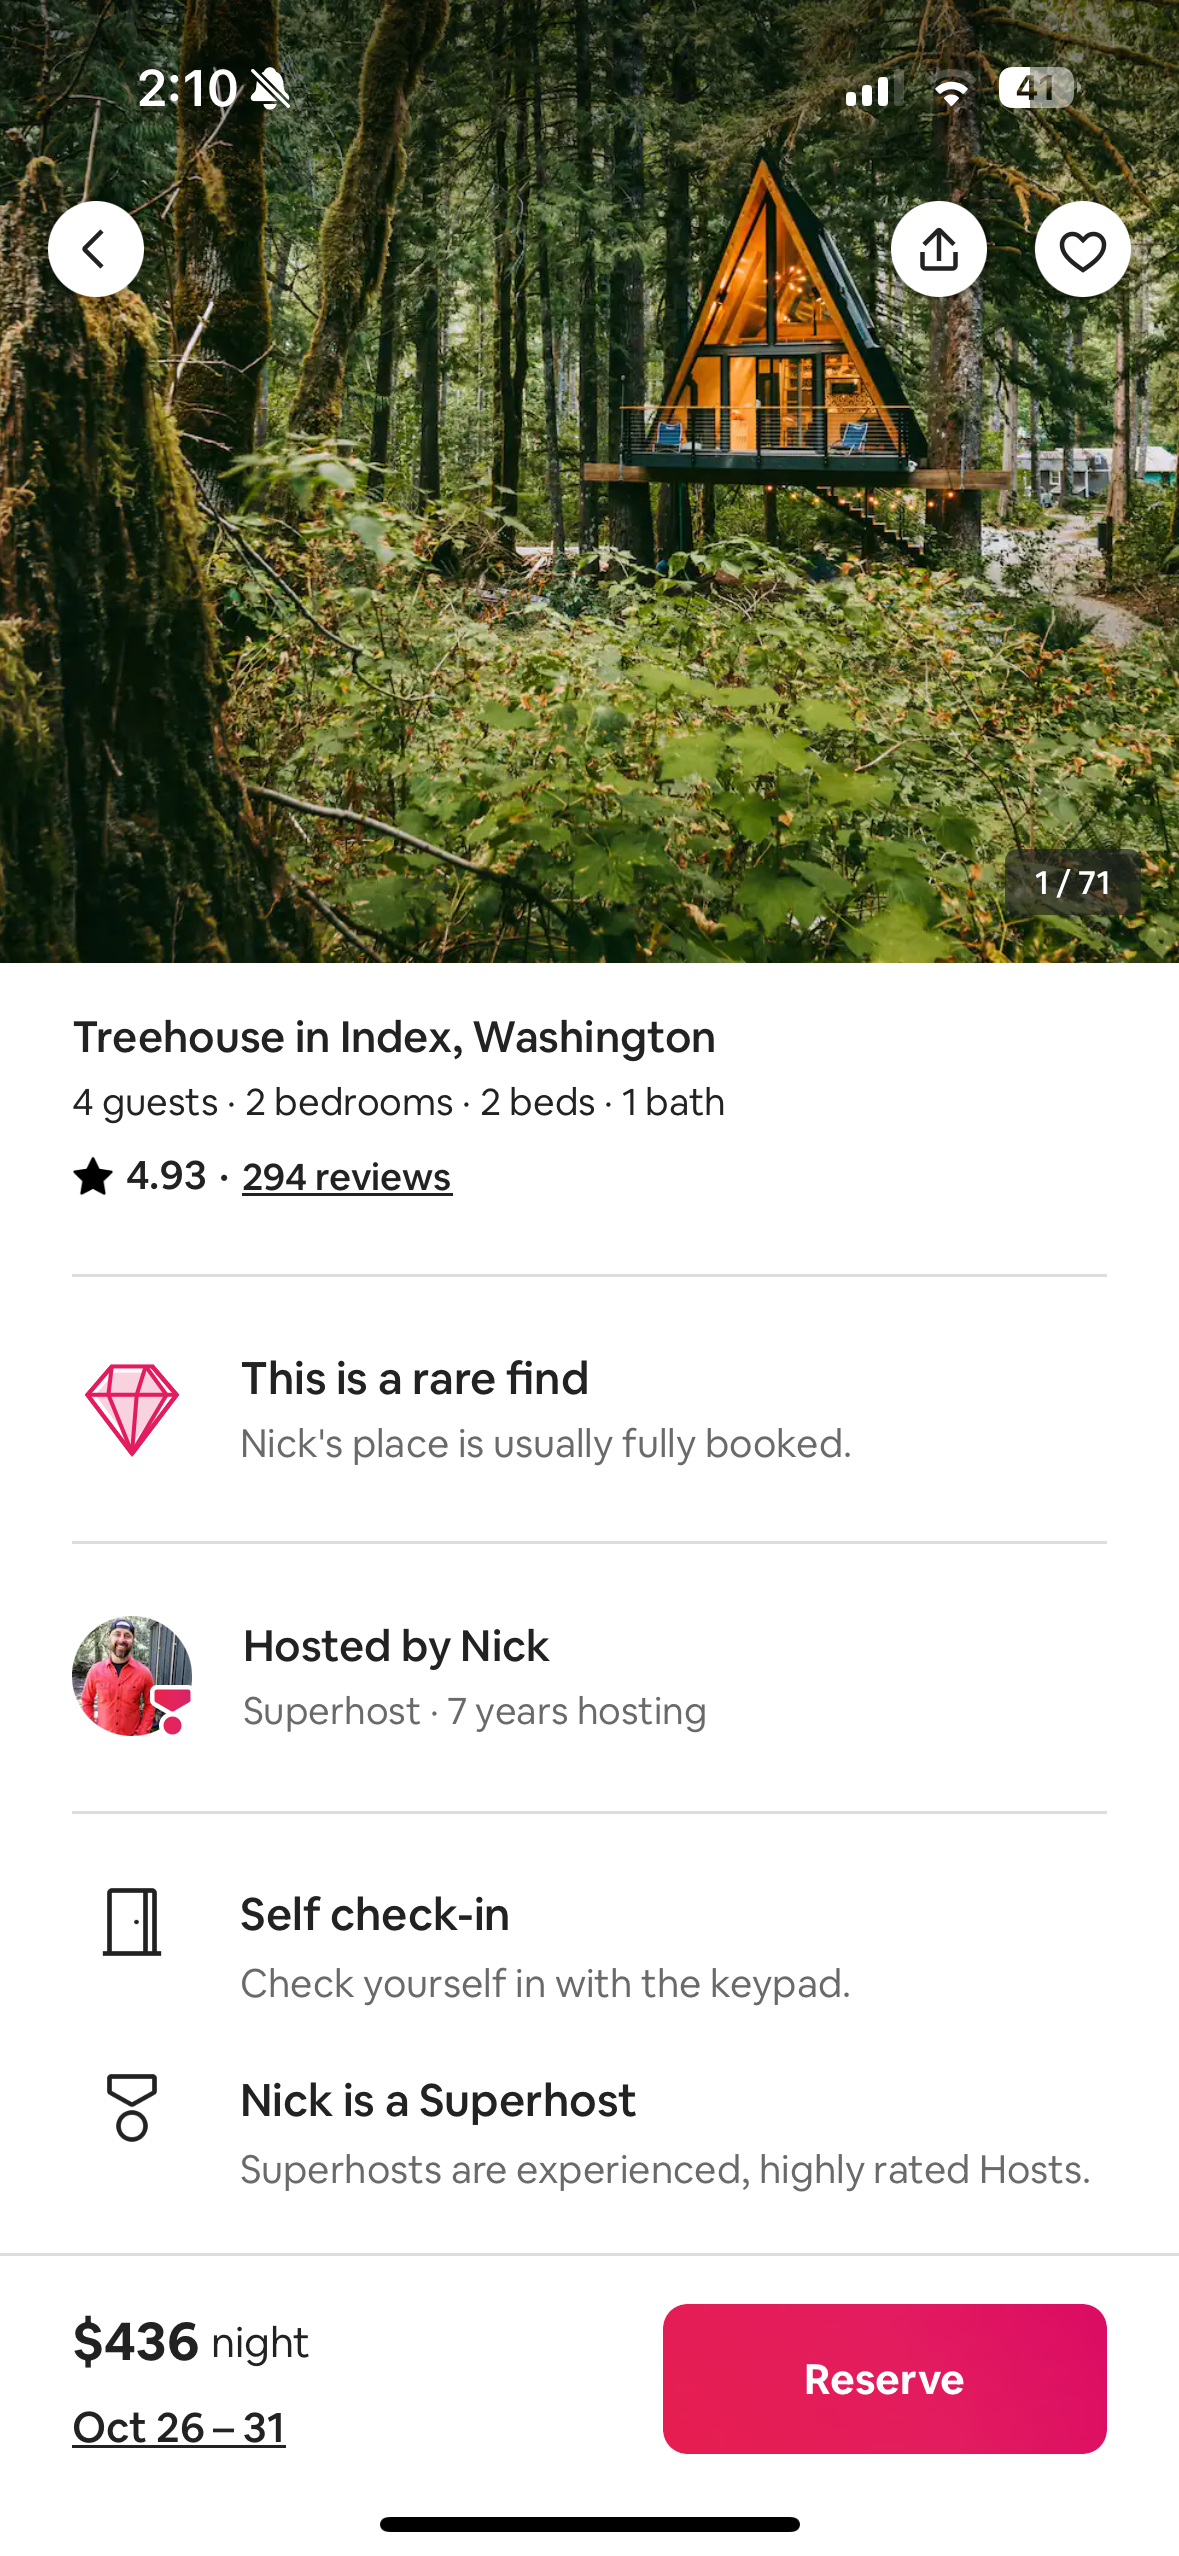 2:10
41
1 / 71
Treehouse in Index, Washington
4 guests · 2 bedrooms · 2 beds · 1 bath
4.93 · 294 reviews
This is a rare find
Nick's place is usually fully booked.
Hosted by Nick
Superhost · 7 years hosting
Self check-in
Check yourself in with the keypad.
Nick is a Superhost
Superhosts are experienced, highly rated Hosts.
$436 night
Reserve
Oct 26 – 31